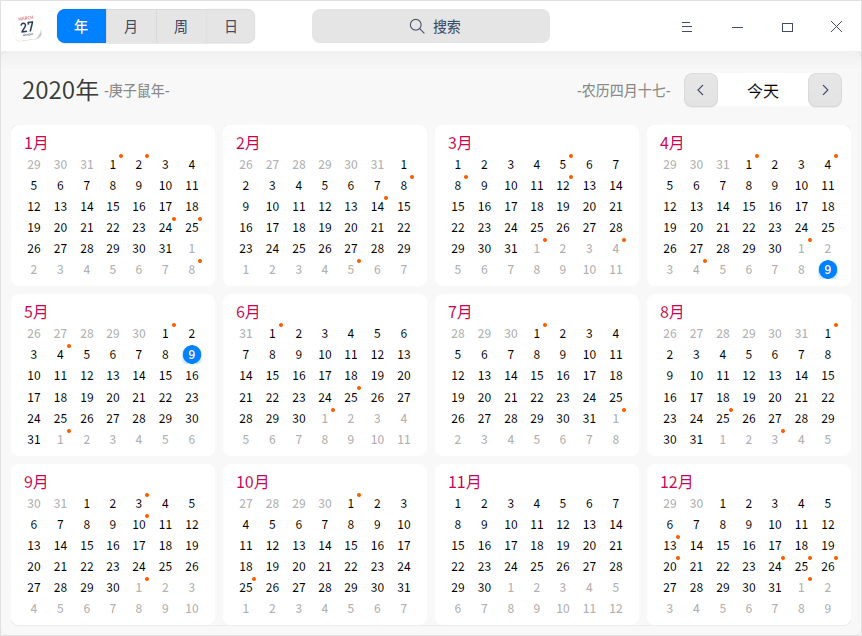 MARCH 27 年 月 周 日 搜索
2020年 -庚子鼠年- -农历四月十七- 今天
1月 2月 3月 4月
29 30 31 1 2 3 4 26 27 28 29 30 31 1 1 2 3 4 5 6 7 29 30 31 1 2 3 4
5 6 7 8 9 10 11 2 3 4 5 6 7 8 8 9 10 11 12 13 14 5 6 7 8 9 10 11
12 13 14 15 16 17 18 9 10 11 12 13 14 15 15 16 17 18 19 20 21 12 13 14 15 16 17 18
19 20 21 22 23 24 25 16 17 18 19 20 21 22 22 23 24 25 26 27 28 19 20 21 22 23 24 25
26 27 28 29 30 31 1 23 24 25 26 27 28 29 29 30 31 1 2 3 4 26 27 28 29 30 1 2
2 3 4 5 6 7 8 1 2 3 4 5 6 7 5 6 7 8 9 10 11 3 4 5 6 7 8 9
5月 6月 7月 8月
26 27 28 29 30 1 2 31 1 2 3 4 5 6 28 29 30 1 2 3 4 26 27 28 29 30 31 1
3 4 5 6 7 8 9 7 8 9 10 11 12 13 5 6 7 8 9 10 11 2 3 4 5 6 7 8
10 11 12 13 14 15 16 14 15 16 17 18 19 20 12 13 14 15 16 17 18 9 10 11 12 13 14 15
17 18 19 20 21 22 23 21 22 23 24 25 26 27 19 20 21 22 23 24 25 16 17 18 19 20 21 22
24 25 26 27 28 29 30 28 29 30 1 2 3 4 26 27 28 29 30 31 1 23 24 25 26 27 28 29
31 1 2 3 4 5 6 5 6 7 8 9 10 11 2 3 4 5 6 7 8 30 31 1 2 3 4 5
9月 10月 11月 12月
30 31 1 2 3 4 5 27 28 29 30 1 2 3 1 2 3 4 5 6 7 29 30 1 2 3 4 5
6 7 8 9 10 11 12 4 5 6 7 8 9 10 8 9 10 11 12 13 14 6 7 8 9 10 11 12
13 14 15 16 17 18 19 11 12 13 14 15 16 17 15 16 17 18 19 20 21 13 14 15 16 17 18 19
20 21 22 23 24 25 26 18 19 20 21 22 23 24 22 23 24 25 26 27 28 20 21 22 23 24 25 26
27 28 29 30 1 2 3 25 26 27 28 29 30 31 29 30 1 2 3 4 5 27 28 29 30 31 1 2
4 5 6 7 8 9 10 1 2 3 4 5 6 7 6 7 8 9 10 11 12 3 4 5 6 7 8 9